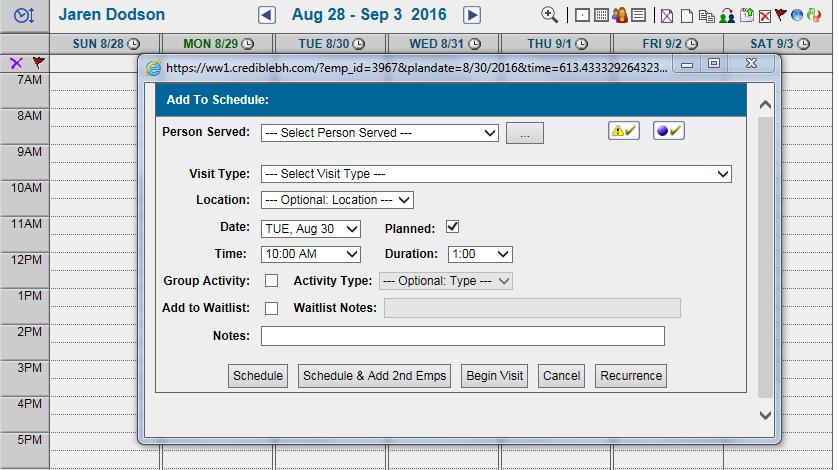 Jaren Dodson
Aug 28 - Sep 3 2016
SUN 8/28
MON 8/29
TUE 8/30
WED 8/31
THU 9/1
FRI 9/2
SAT 9/3
https://ww1.crediblebh.com/?emp_id=3967&plandate=8/30/2016&time=613.433329264323...
7AM
8AM
9AM
10AM
11AM
12PM
1PM
2PM
3PM
4PM
5PM
Add To Schedule:
Person Served: --- Select Person Served --- ...
Visit Type: --- Select Visit Type ---
Location: --- Optional: Location ---
Date: TUE, Aug 30 Planned:
Time: 10:00 AM Duration: 1:00
Group Activity: Activity Type: --- Optional: Type ---
Add to Waitlist: Waitlist Notes:
Notes:
Schedule Schedule & Add 2nd Emps Begin Visit Cancel Recurrence